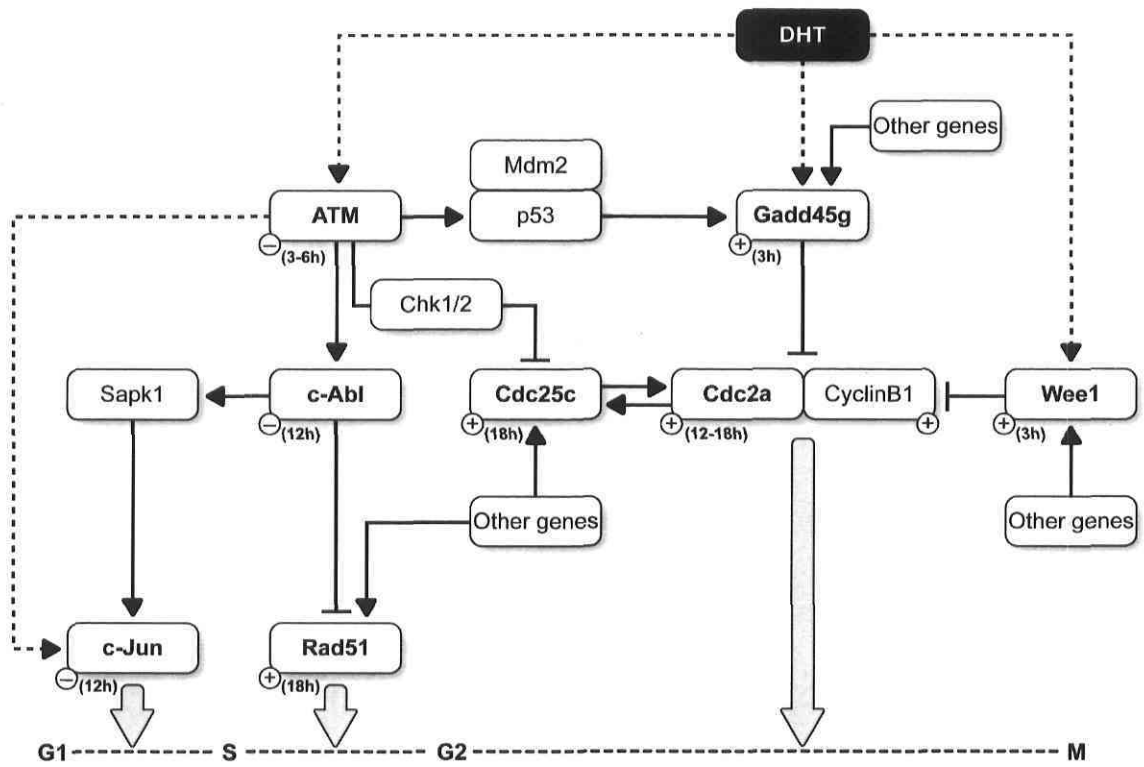 DHT
Other genes
Mdm2
ATM
p53
Gadd45g
− (3-6h)
+ (3h)
Chk1/2
Sapk1
c-Abl
Cdc25c
Cdc2a
CyclinB1
Wee1
− (12h)
+ (18h)
+ (12-18h)
+
+ (3h)
Other genes
Other genes
c-Jun
Rad51
− (12h)
+ (18h)
G1
S
G2
M